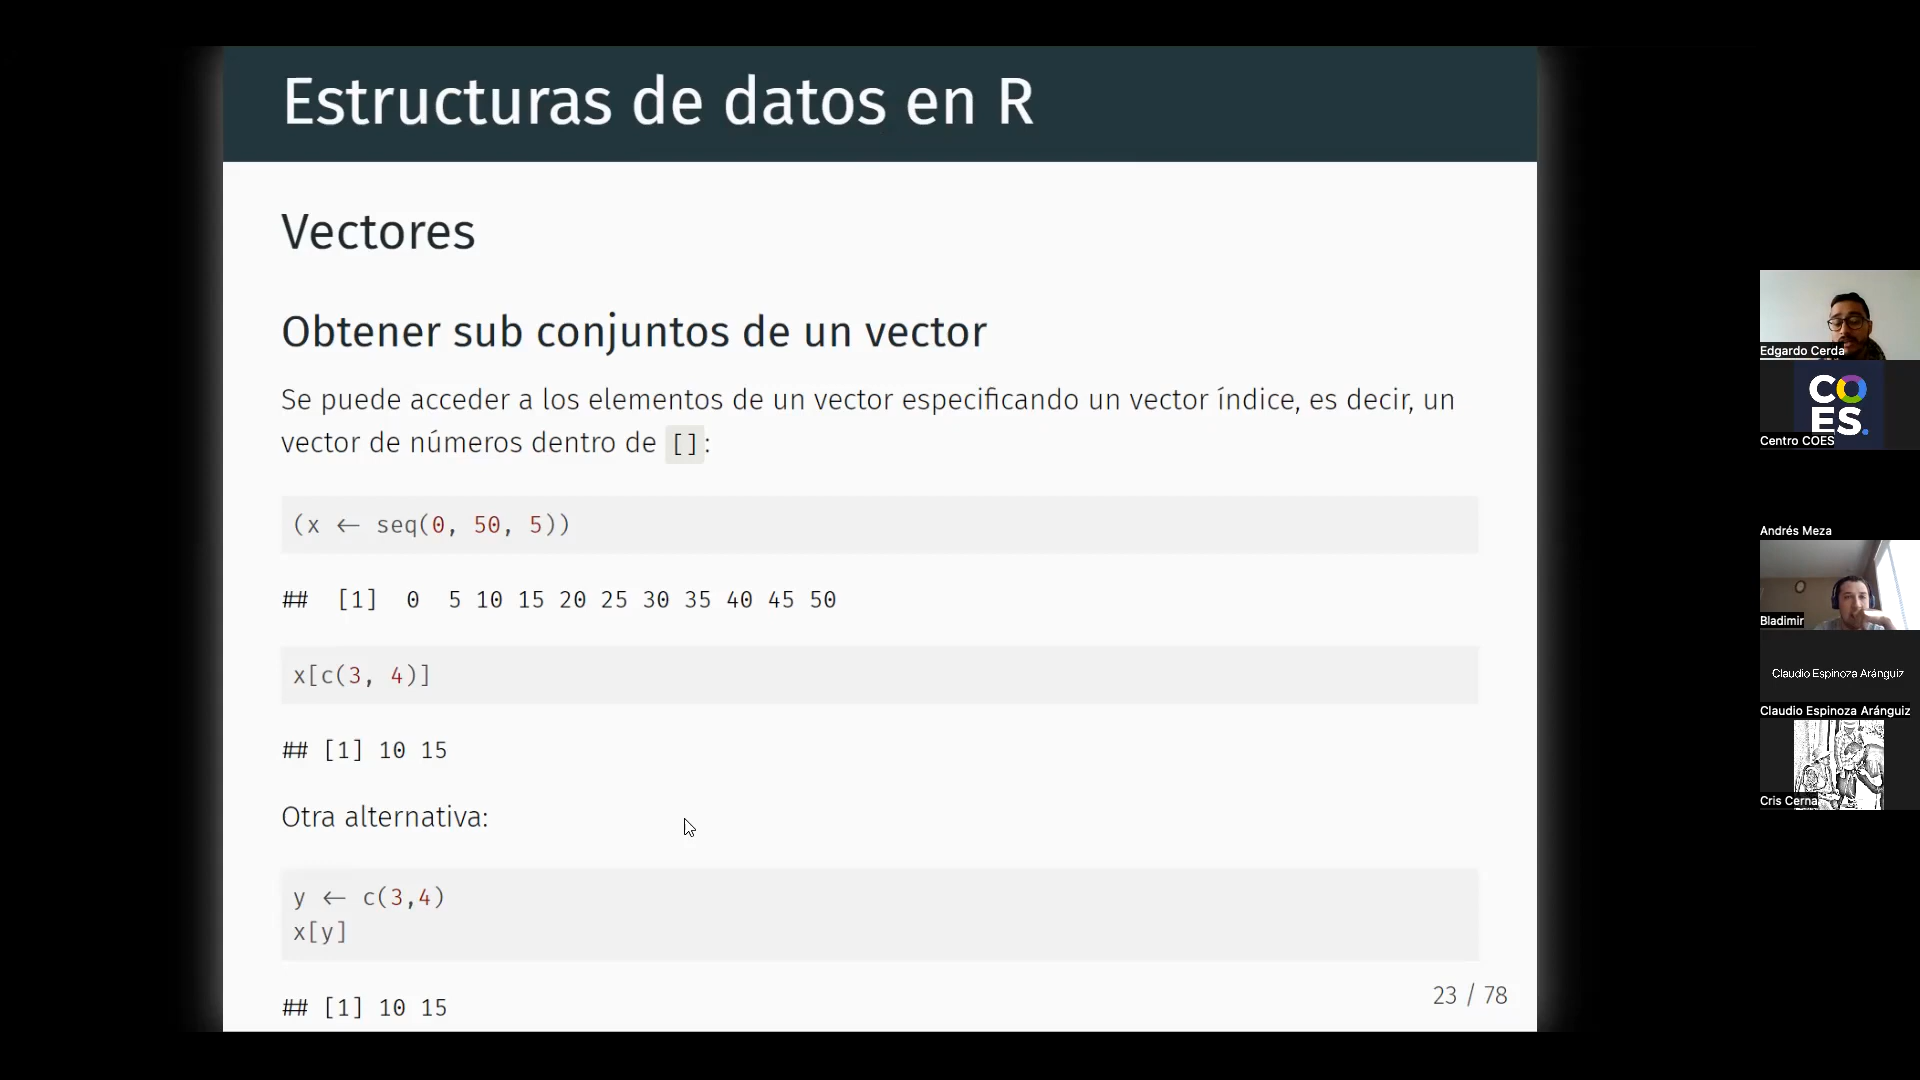 Estructuras de datos en R
Vectores
Obtener sub conjuntos de un vector
Se puede acceder a los elementos de un vector especificando un vector índice, es decir, un
vector de números dentro de []:
(x ← seq(0, 50, 5))
## [1] 0 5 10 15 20 25 30 35 40 45 50
x[c(3, 4)]
## [1] 10 15
Otra alternativa:
y ← c(3,4)
x[y]
## [1] 10 15
23 / 78
Edgardo Cerda
CO
ES.
Centro COES
Andrés Meza
Bladimir
Claudio Espinoza Aránguiz
Claudio Espinoza Aránguiz
Cris Cerna